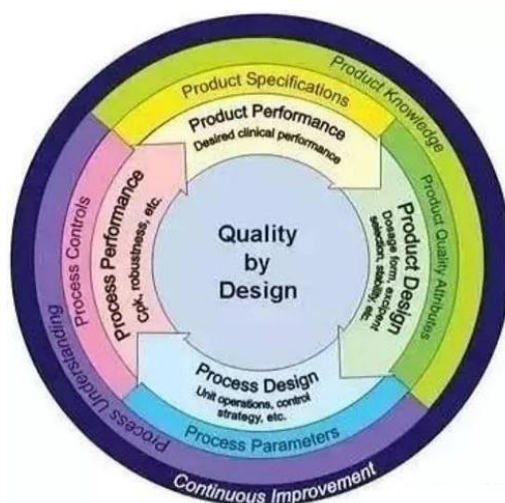 Product Knowledge
Product Specifications
Product Performance
Desired clinical performance
Product Quality Attributes
Product Design
Dosage form, excipient
selection, stability, etc.
Process Design
Unit operations, control
strategy, etc.
Process Parameters
Process Performance
Cpk, robustness, etc.
Process Controls
Process Understanding
Continuous Improvement
Quality
by
Design